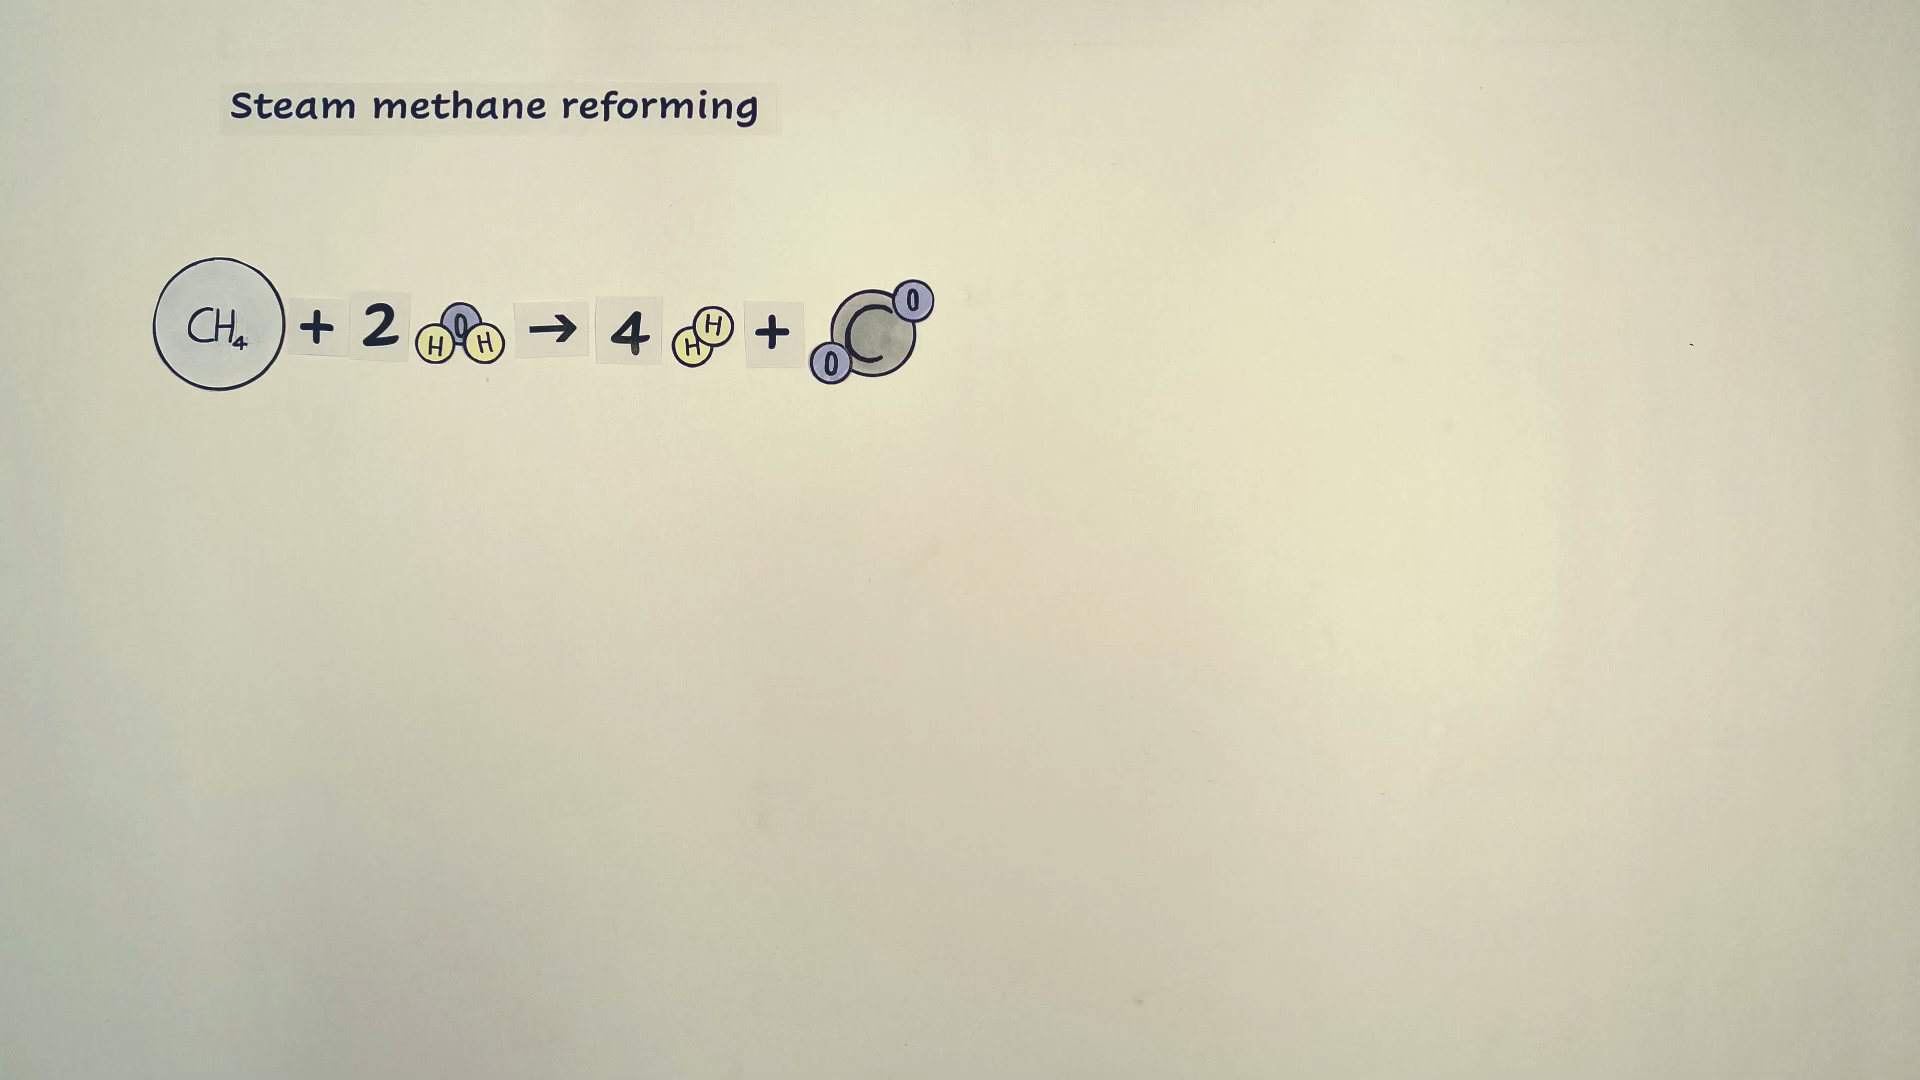 Steam methane reforming
CH₄ + 2 H O H → 4 H H + O C O